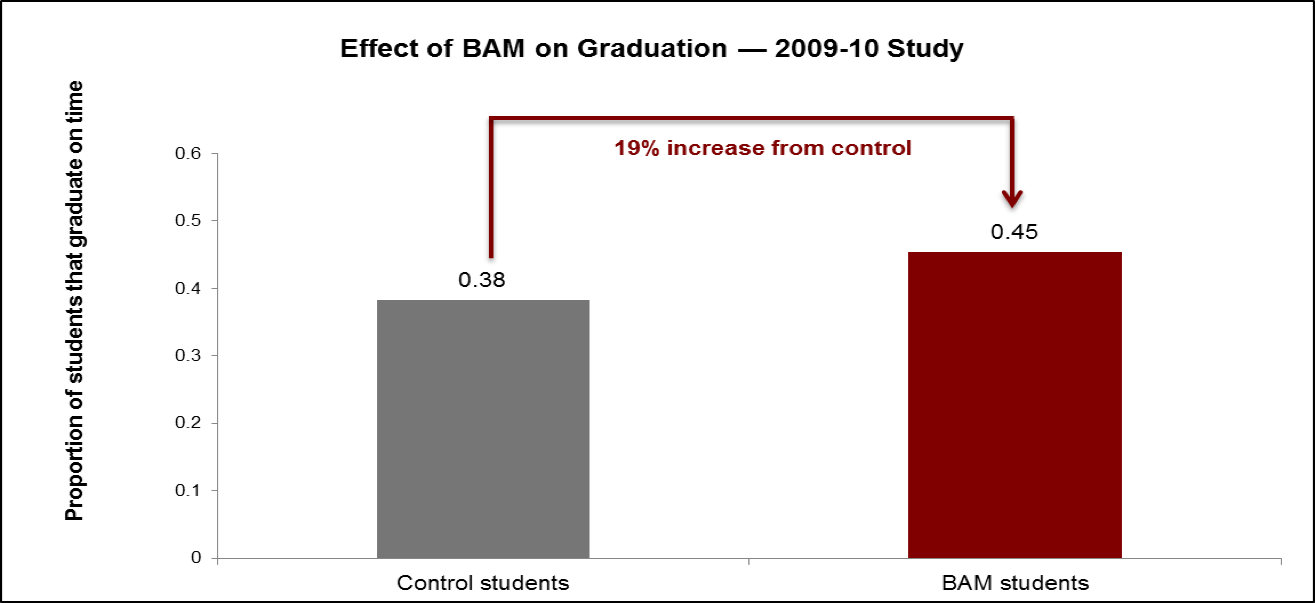 Effect of BAM on Graduation — 2009-10 Study
Proportion of students that graduate on time
19% increase from control
0.6
0.5
0.4
0.3
0.2
0.1
0
0.38
0.45
Control students
BAM students